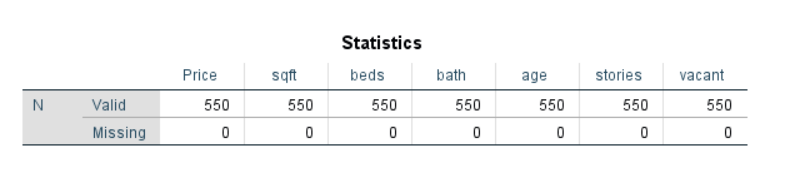 Statistics
Price sqft beds bath age stories vacant
N Valid 550 550 550 550 550 550 550
Missing 0 0 0 0 0 0 0